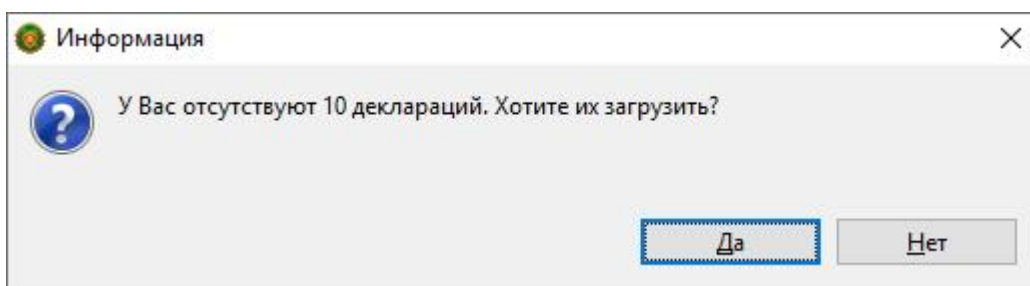 Информация
У Вас отсутствуют 10 деклараций. Хотите их загрузить?
Да
Нет